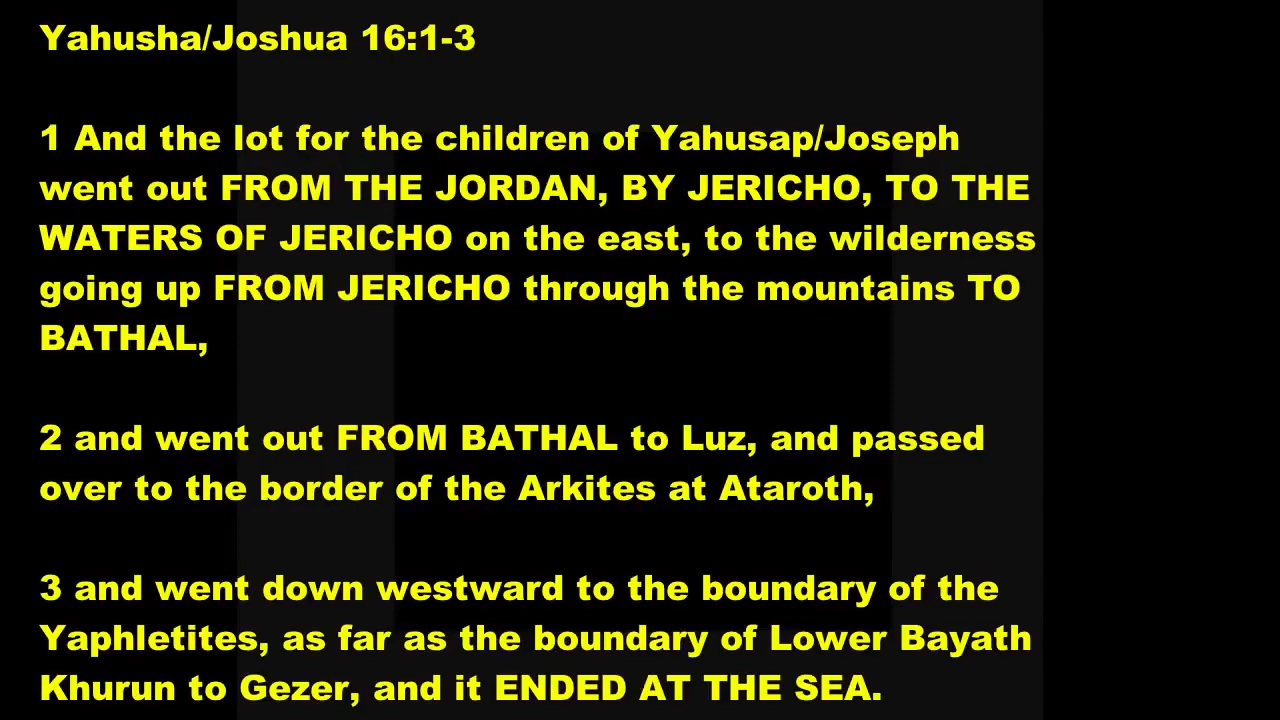 Yahusha/Joshua 16:1-3
1 And the lot for the children of Yahusap/Joseph
went out FROM THE JORDAN, BY JERICHO, TO THE
WATERS OF JERICHO on the east, to the wilderness
going up FROM JERICHO through the mountains TO
BATHAL,
2 and went out FROM BATHAL to Luz, and passed
over to the border of the Arkites at Ataroth,
3 and went down westward to the boundary of the
Yaphletites, as far as the boundary of Lower Bayath
Khurun to Gezer, and it ENDED AT THE SEA.